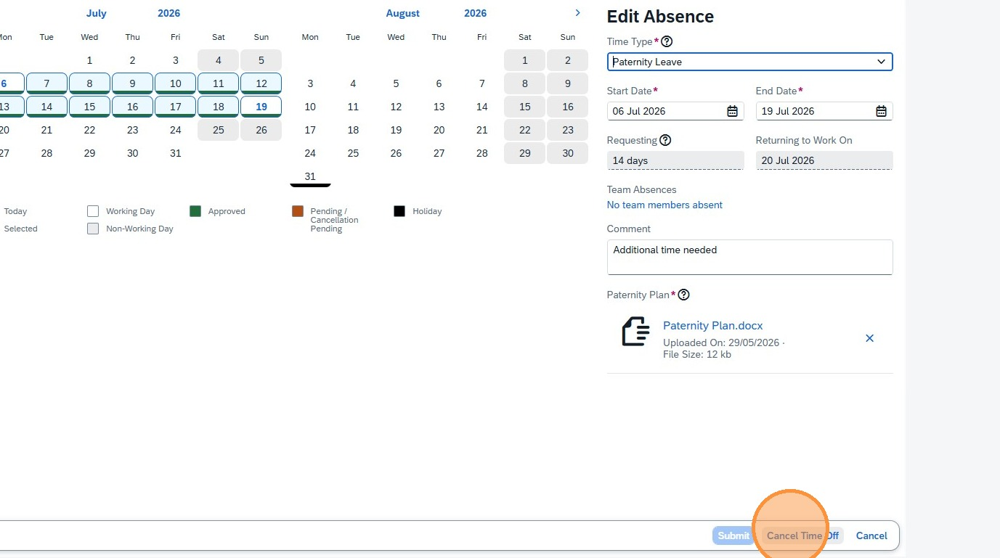 July 2026
August 2026
Mon Tue Wed Thu Fri Sat Sun
Mon Tue Wed Thu Fri Sat Sun
1 2 3 4 5
1 2
6 7 8 9 10 11 12
3 4 5 6 7 8 9
13 14 15 16 17 18 19
10 11 12 13 14 15 16
20 21 22 23 24 25 26
17 18 19 20 21 22 23
27 28 29 30 31
24 25 26 27 28 29 30
31
Today
Working Day
Approved
Pending /
Cancellation
Pending
Holiday
Selected
Non-Working Day
Edit Absence
Time Type*
Paternity Leave
Start Date*
End Date*
06 Jul 2026
19 Jul 2026
Requesting
Returning to Work On
14 days
20 Jul 2026
Team Absences
No team members absent
Comment
Additional time needed
Paternity Plan*
Paternity Plan.docx
Uploaded On: 29/05/2026 ·
File Size: 12 kb
Submit
Cancel Time Off
Cancel